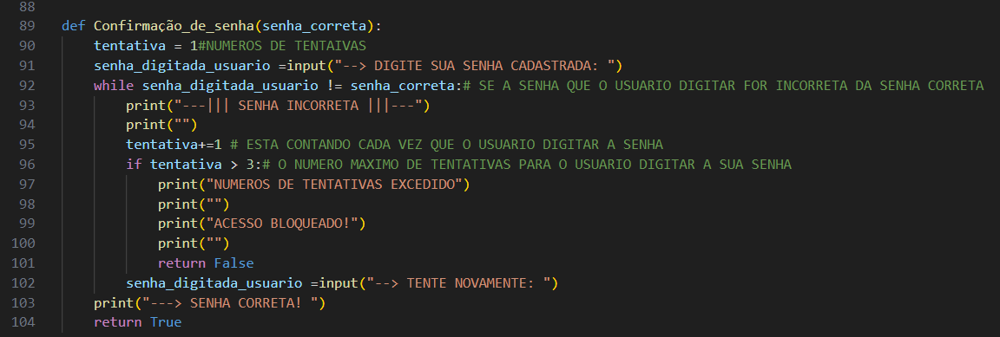 88
89 def Confirmação_de_senha(senha_correta):
90 tentativa = 1#NUMEROS DE TENTAIVAS
91 senha_digitada_usuario =input("--> DIGITE SUA SENHA CADASTRADA: ")
92 while senha_digitada_usuario != senha_correta:# SE A SENHA QUE O USUARIO DIGITAR FOR INCORRETA DA SENHA CORRETA
93 print("---||| SENHA INCORRETA |||---")
94 print("")
95 tentativa+=1 # ESTA CONTANDO CADA VEZ QUE O USUARIO DIGITAR A SENHA
96 if tentativa > 3:# O NUMERO MAXIMO DE TENTATIVAS PARA O USUARIO DIGITAR A SUA SENHA
97 print("NUMEROS DE TENTATIVAS EXCEDIDO")
98 print("")
99 print("ACESSO BLOQUEADO!")
100 print("")
101 return False
102 senha_digitada_usuario =input("--> TENTE NOVAMENTE: ")
103 print("---> SENHA CORRETA! ")
104 return True